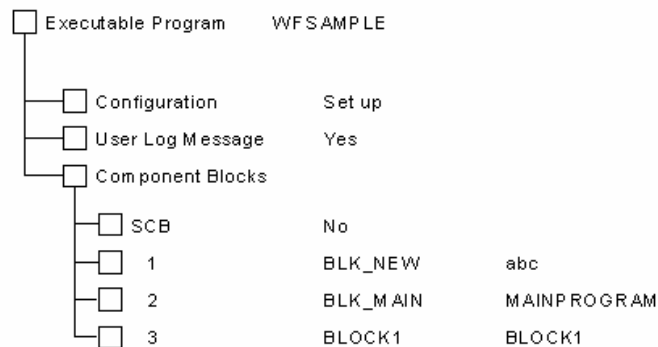 Executable Program WFSAMPLE
Configuration Set up
User Log Message Yes
Component Blocks
SCB No
1 BLK_NEW abc
2 BLK_MAIN MAINPROGRAM
3 BLOCK1 BLOCK1